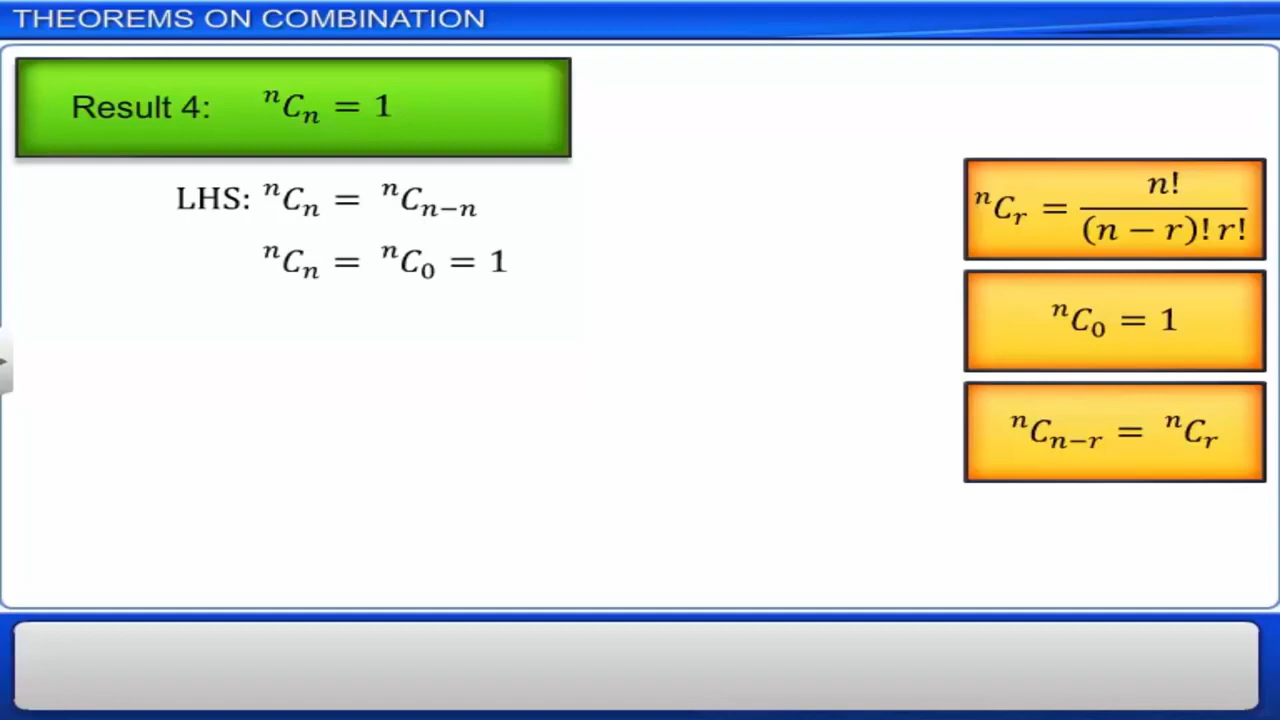 THEOREMS ON COMBINATION
Result 4: ⁿCₙ = 1
LHS: ⁿCₙ = ⁿCₙ₋ₙ
ⁿCₙ = ⁿC₀ = 1
ⁿCᵣ = n! / (n − r)! r!
ⁿC₀ = 1
ⁿCₙ₋ᵣ = ⁿCᵣ